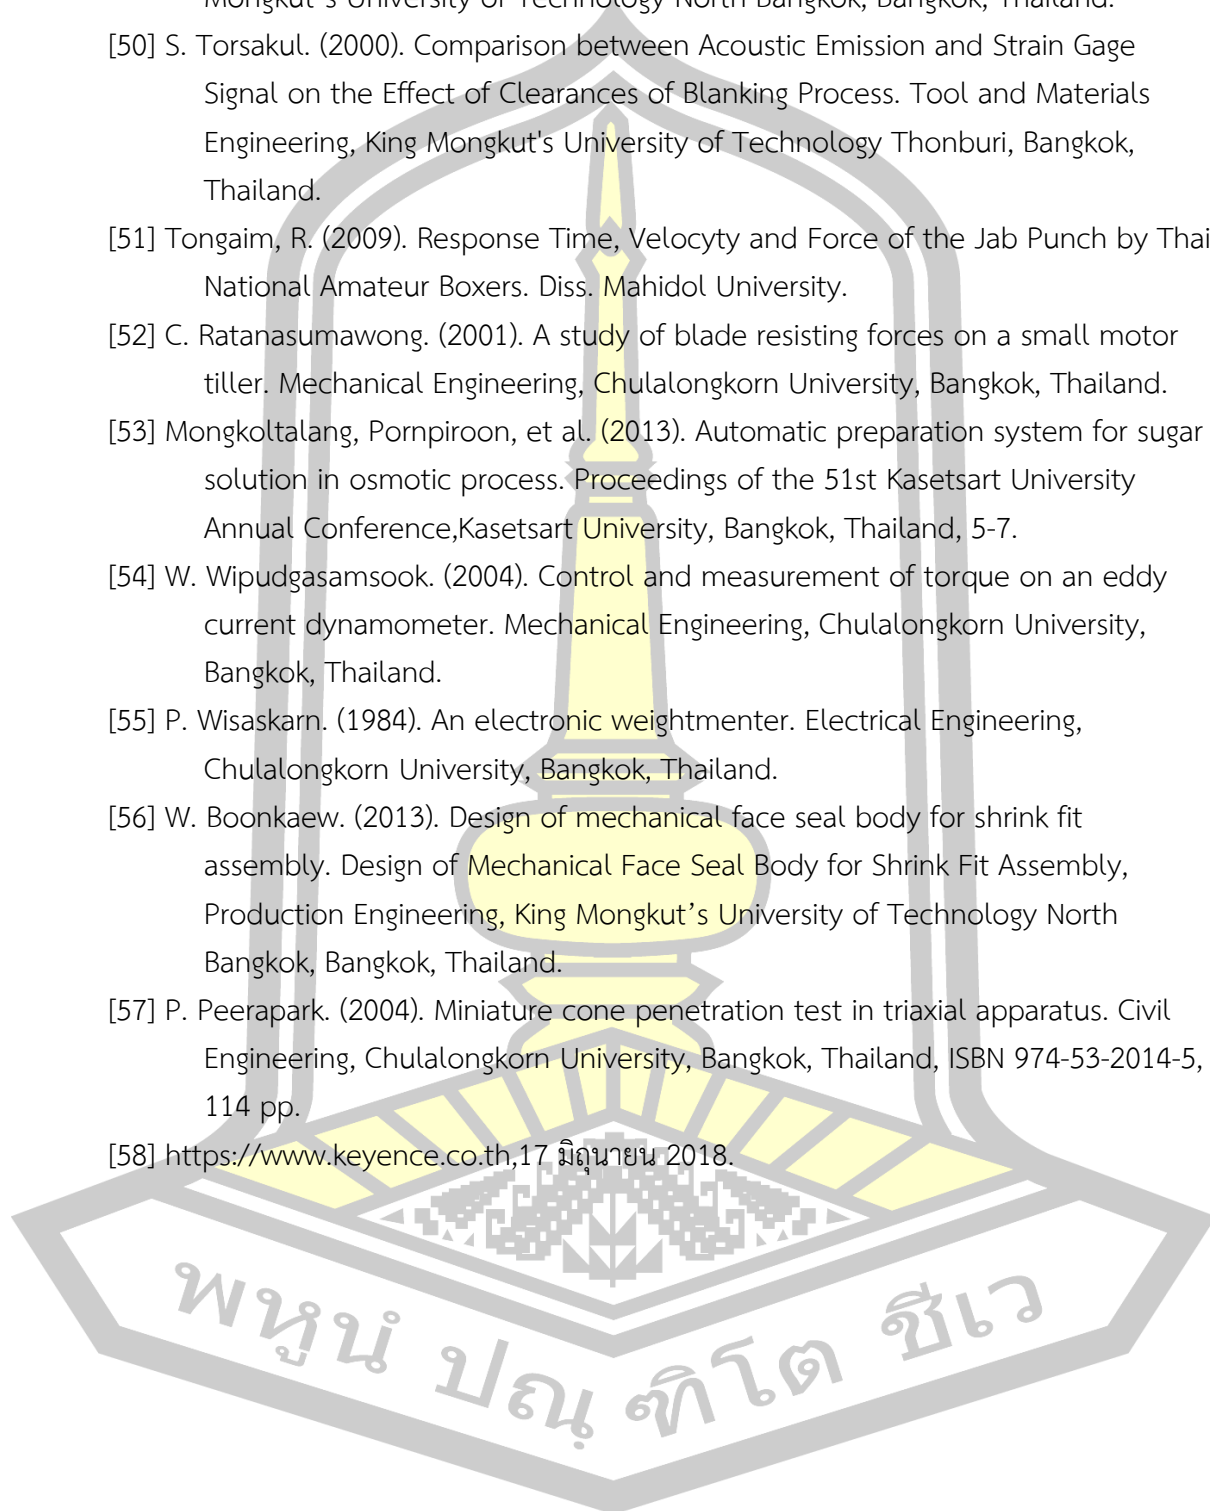 Mongkut's University of Technology North Bangkok, Bangkok, Thailand.
[50] S. Torsakul. (2000). Comparison between Acoustic Emission and Strain Gage
Signal on the Effect of Clearances of Blanking Process. Tool and Materials
Engineering, King Mongkut's University of Technology Thonburi, Bangkok,
Thailand.
[51] Tongaim, R. (2009). Response Time, Velocyty and Force of the Jab Punch by Thai
National Amateur Boxers. Diss. Mahidol University.
[52] C. Ratanasumawong. (2001). A study of blade resisting forces on a small motor
tiller. Mechanical Engineering, Chulalongkorn University, Bangkok, Thailand.
[53] Mongkoltalang, Pornpiroon, et al. (2013). Automatic preparation system for sugar
solution in osmotic process. Proceedings of the 51st Kasetsart University
Annual Conference,Kasetsart University, Bangkok, Thailand, 5-7.
[54] W. Wipudgasamsook. (2004). Control and measurement of torque on an eddy
current dynamometer. Mechanical Engineering, Chulalongkorn University,
Bangkok, Thailand.
[55] P. Wisaskarn. (1984). An electronic weightmenter. Electrical Engineering,
Chulalongkorn University, Bangkok, Thailand.
[56] W. Boonkaew. (2013). Design of mechanical face seal body for shrink fit
assembly. Design of Mechanical Face Seal Body for Shrink Fit Assembly,
Production Engineering, King Mongkut’s University of Technology North
Bangkok, Bangkok, Thailand.
[57] P. Peerapark. (2004). Miniature cone penetration test in triaxial apparatus. Civil
Engineering, Chulalongkorn University, Bangkok, Thailand, ISBN 974-53-2014-5,
114 pp.
[58] https://www.keyence.co.th,17 มิถุนายน 2018.
พหูนํ ปณฺฑิโต ชีเว